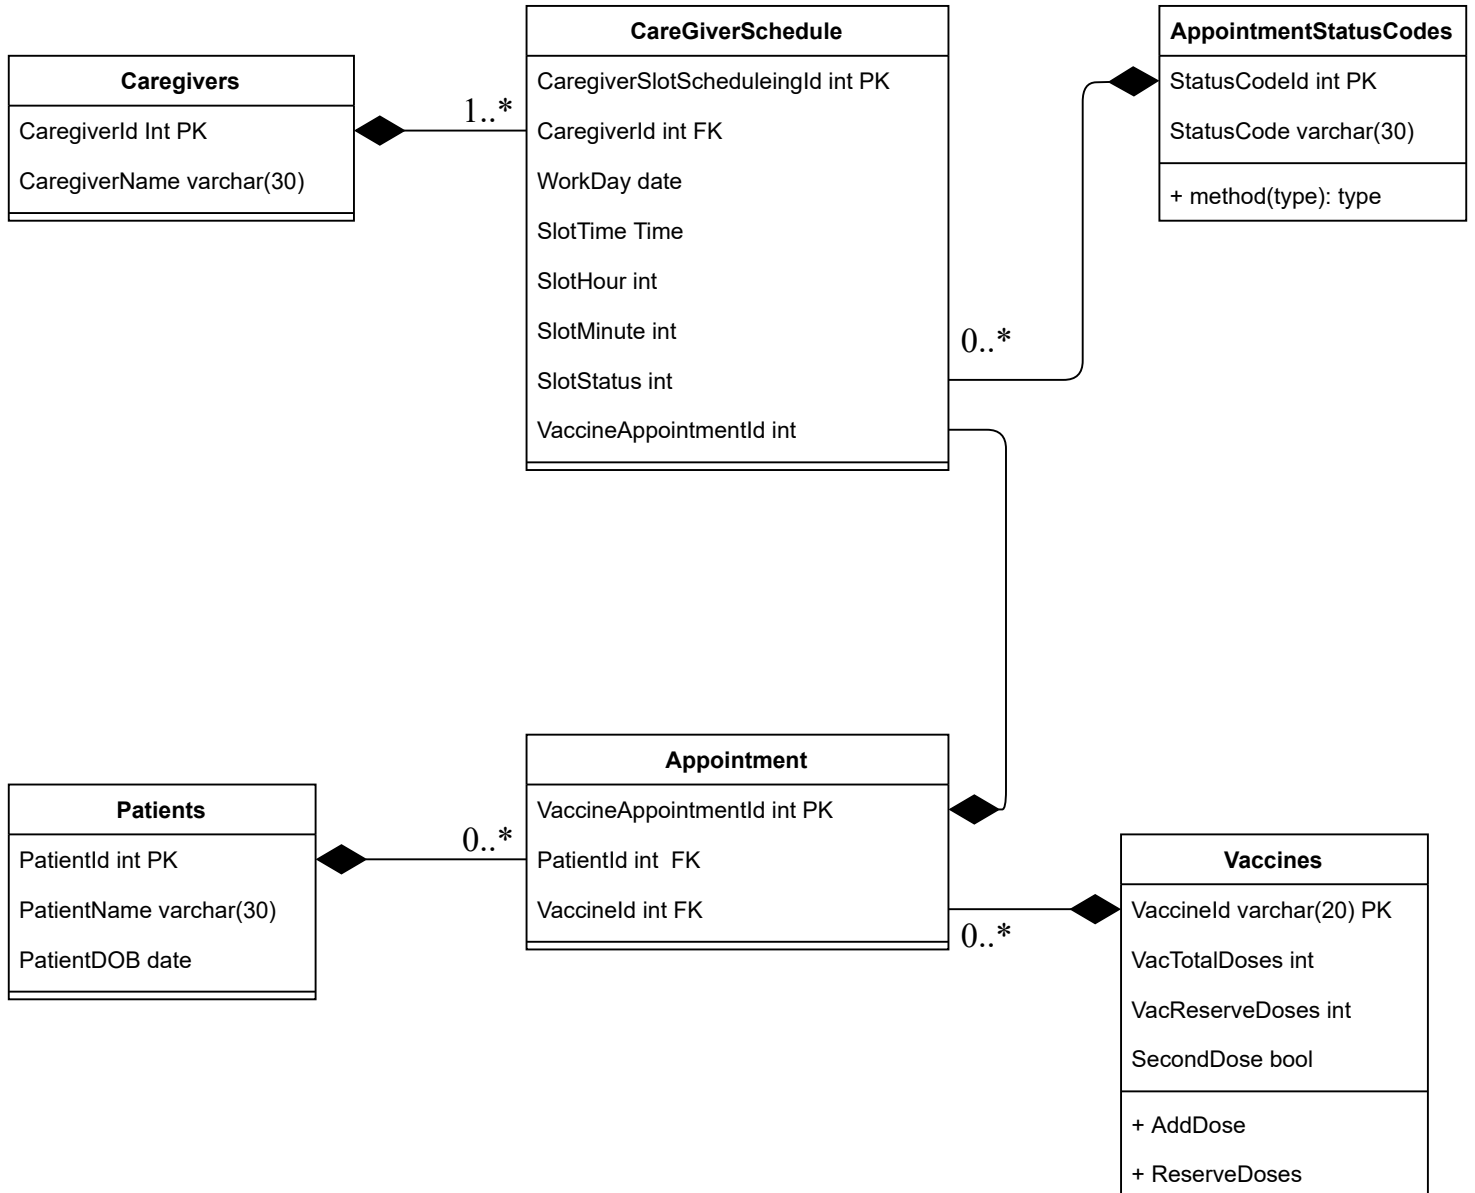 Caregivers
CaregiverId Int PK
CaregiverName varchar(30)
1..*
CareGiverSchedule
CaregiverSlotScheduleingId int PK
CaregiverId int FK
WorkDay date
SlotTime Time
SlotHour int
SlotMinute int
SlotStatus int
VaccineAppointmentId int
0..*
AppointmentStatusCodes
StatusCodeId int PK
StatusCode varchar(30)
+ method(type): type
Patients
PatientId int PK
PatientName varchar(30)
PatientDOB date
0..*
Appointment
VaccineAppointmentId int PK
PatientId int  FK
VaccineId int FK
0..*
Vaccines
VaccineId varchar(20) PK
VacTotalDoses int
VacReserveDoses int
SecondDose bool
+ AddDose
+ ReserveDoses